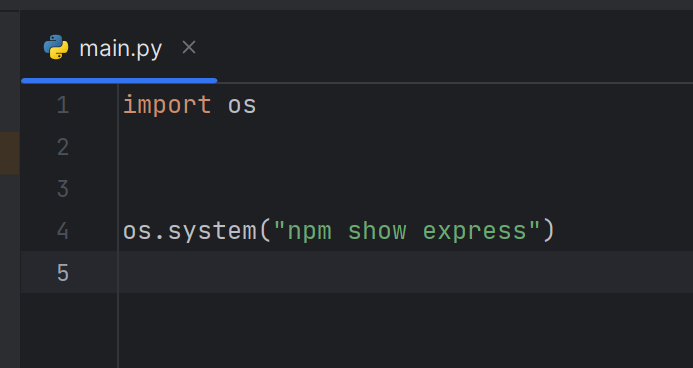 main.py
1 import os
2
3
4 os.system("npm show express")
5